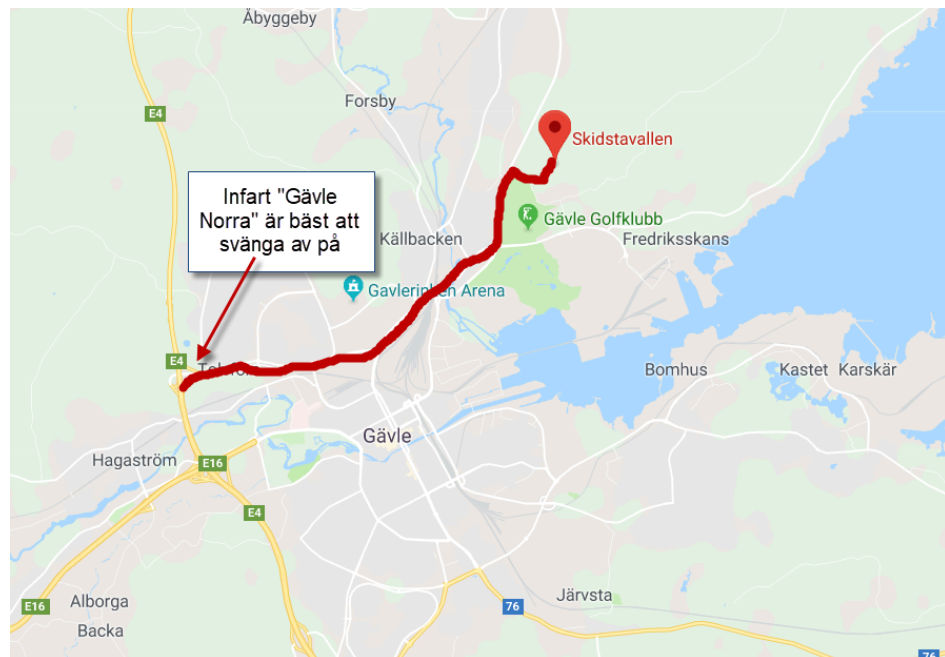 Åbyggeby
E4
Forsby
Skidstavallen
Infart "Gävle
Norra" är bäst att
svänga av på
Gävle Golfklubb
Källbacken
Fredriksskans
Gavlerinken Arena
E4
Bomhus
Kastet
Karskär
Gävle
Hagaström
E16
E4
Alborga
Backa
E16
76
Järvsta
76